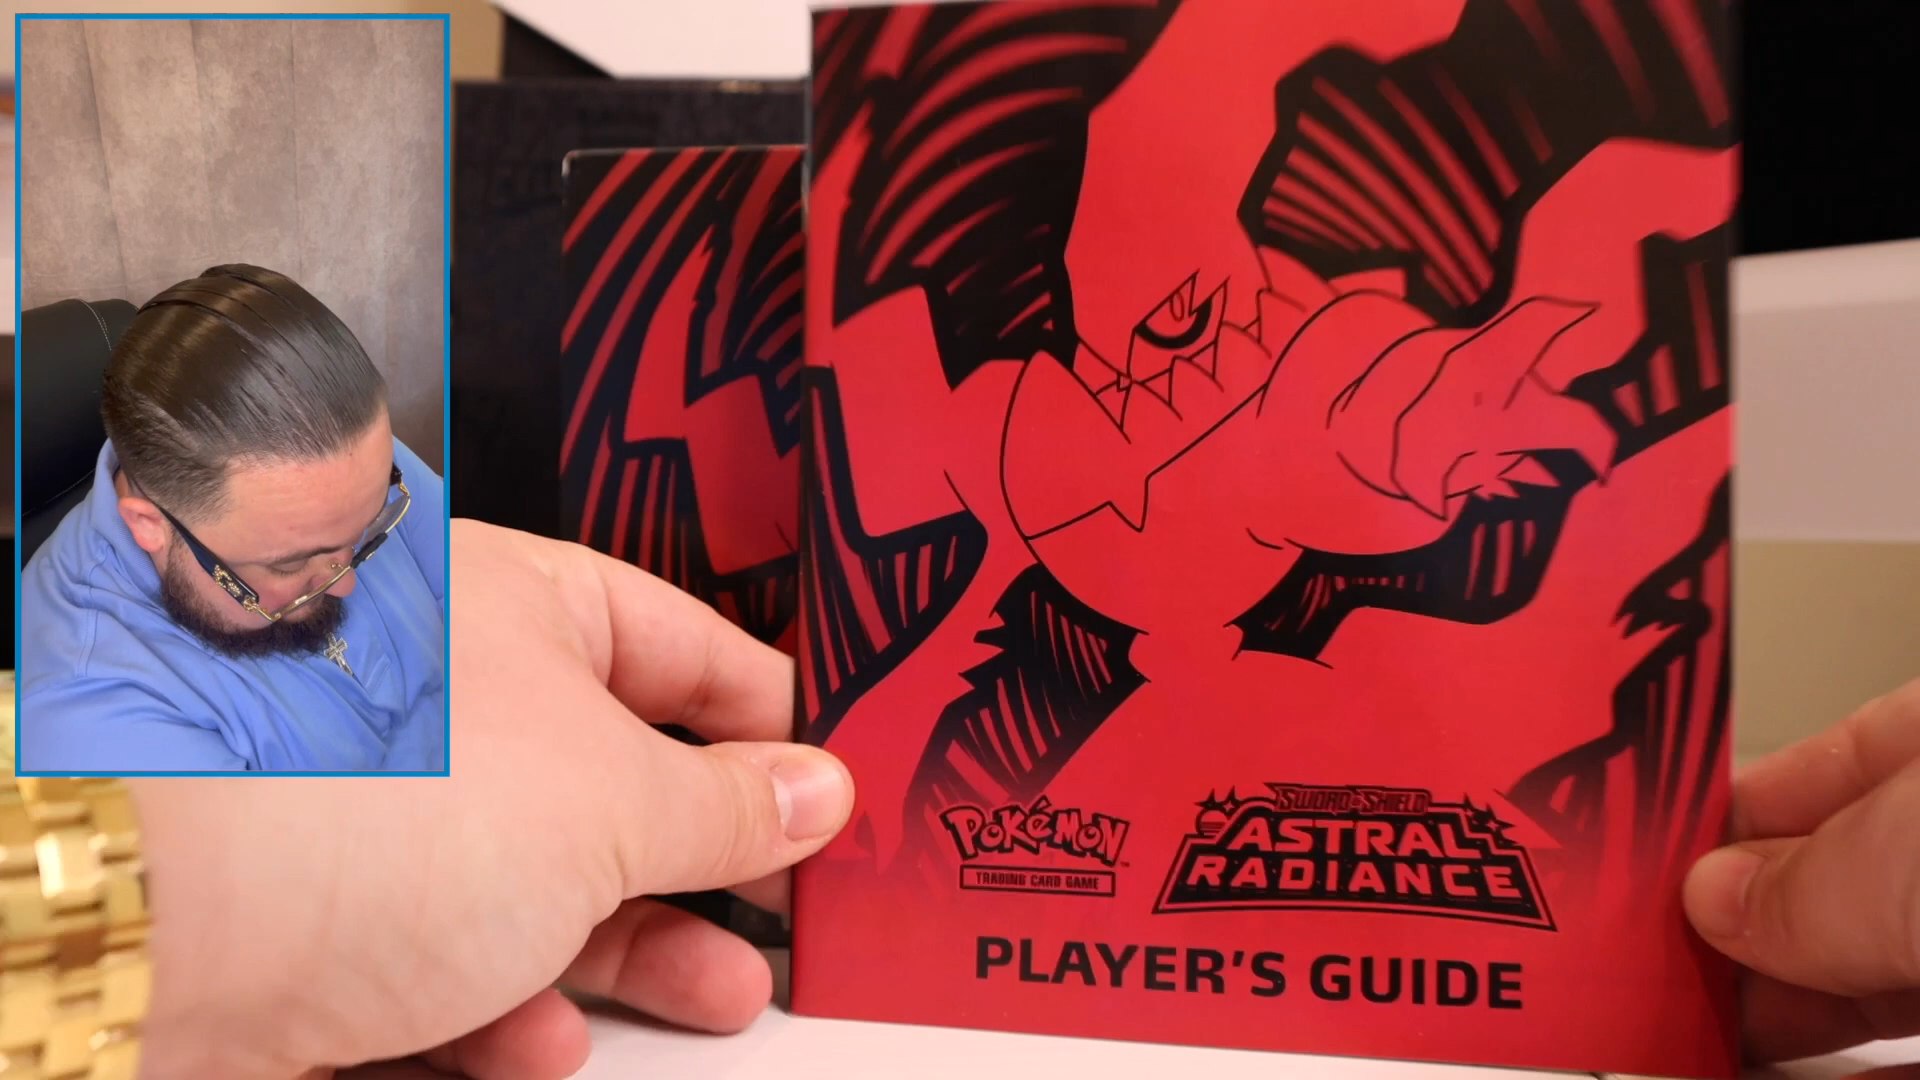 POKÉMON
TRADING CARD GAME
SWORD & SHIELD
ASTRAL
RADIANCE
PLAYER'S GUIDE